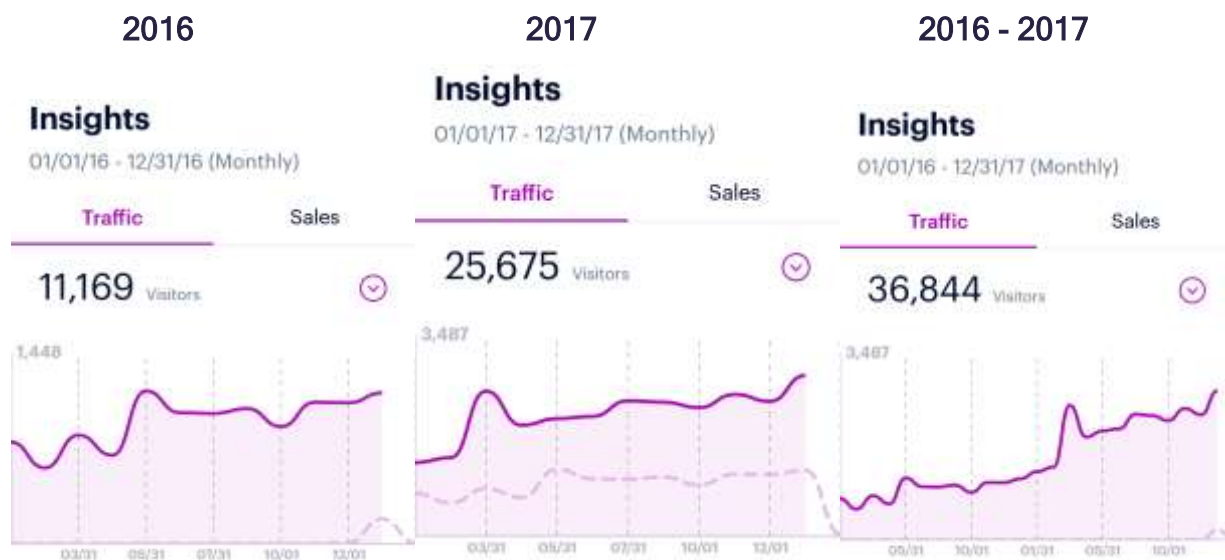 2016
Insights
01/01/16 - 12/31/16 (Monthly)
Traffic Sales
11,169 Visitors
1,448
03/31 05/31 07/31 10/01 12/01
2017
Insights
01/01/17 - 12/31/17 (Monthly)
Traffic Sales
25,675 Visitors
3,487
03/31 05/31 07/31 10/01 12/01
2016 - 2017
Insights
01/01/16 - 12/31/17 (Monthly)
Traffic Sales
36,844 Visitors
3,487
05/31 10/01 01/31 05/31 10/01